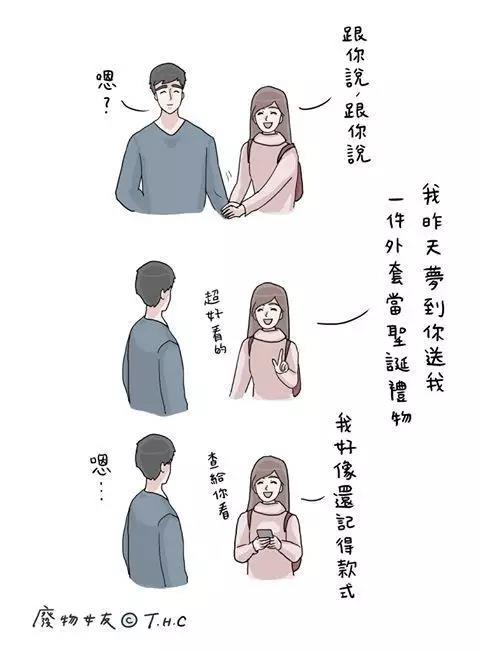 跟你說,跟你說
嗯?
我昨天夢到你送我
一件外套當聖誕禮物
超好看的
我好像還記得款式
查給你看
嗯...
廢物女友©T.H.C